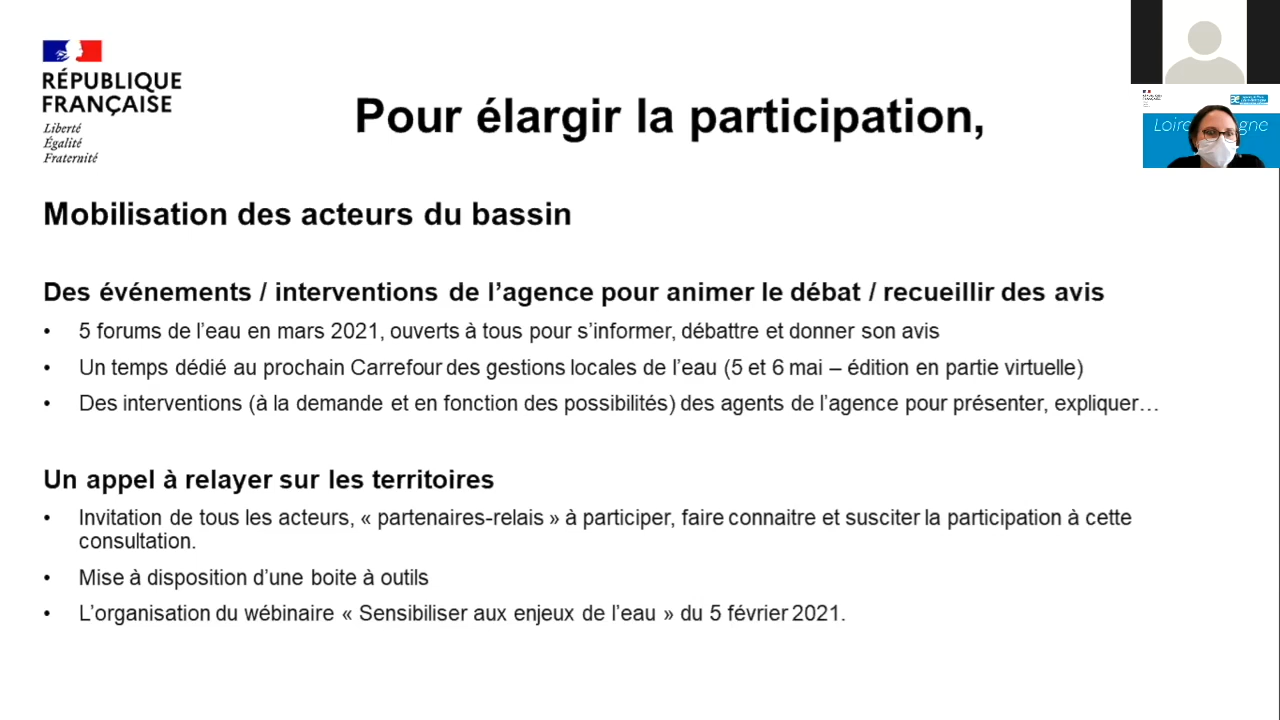 RÉPUBLIQUE
FRANÇAISE
Liberté
Égalité
Fraternité
Pour élargir la participation,
Mobilisation des acteurs du bassin
Des événements / interventions de l’agence pour animer le débat / recueillir des avis
• 5 forums de l’eau en mars 2021, ouverts à tous pour s’informer, débattre et donner son avis
• Un temps dédié au prochain Carrefour des gestions locales de l’eau (5 et 6 mai – édition en partie virtuelle)
• Des interventions (à la demande et en fonction des possibilités) des agents de l’agence pour présenter, expliquer…
Un appel à relayer sur les territoires
• Invitation de tous les acteurs, « partenaires-relais » à participer, faire connaitre et susciter la participation à cette
consultation.
• Mise à disposition d’une boite à outils
• L’organisation du wébinaire « Sensibiliser aux enjeux de l’eau » du 5 février 2021.